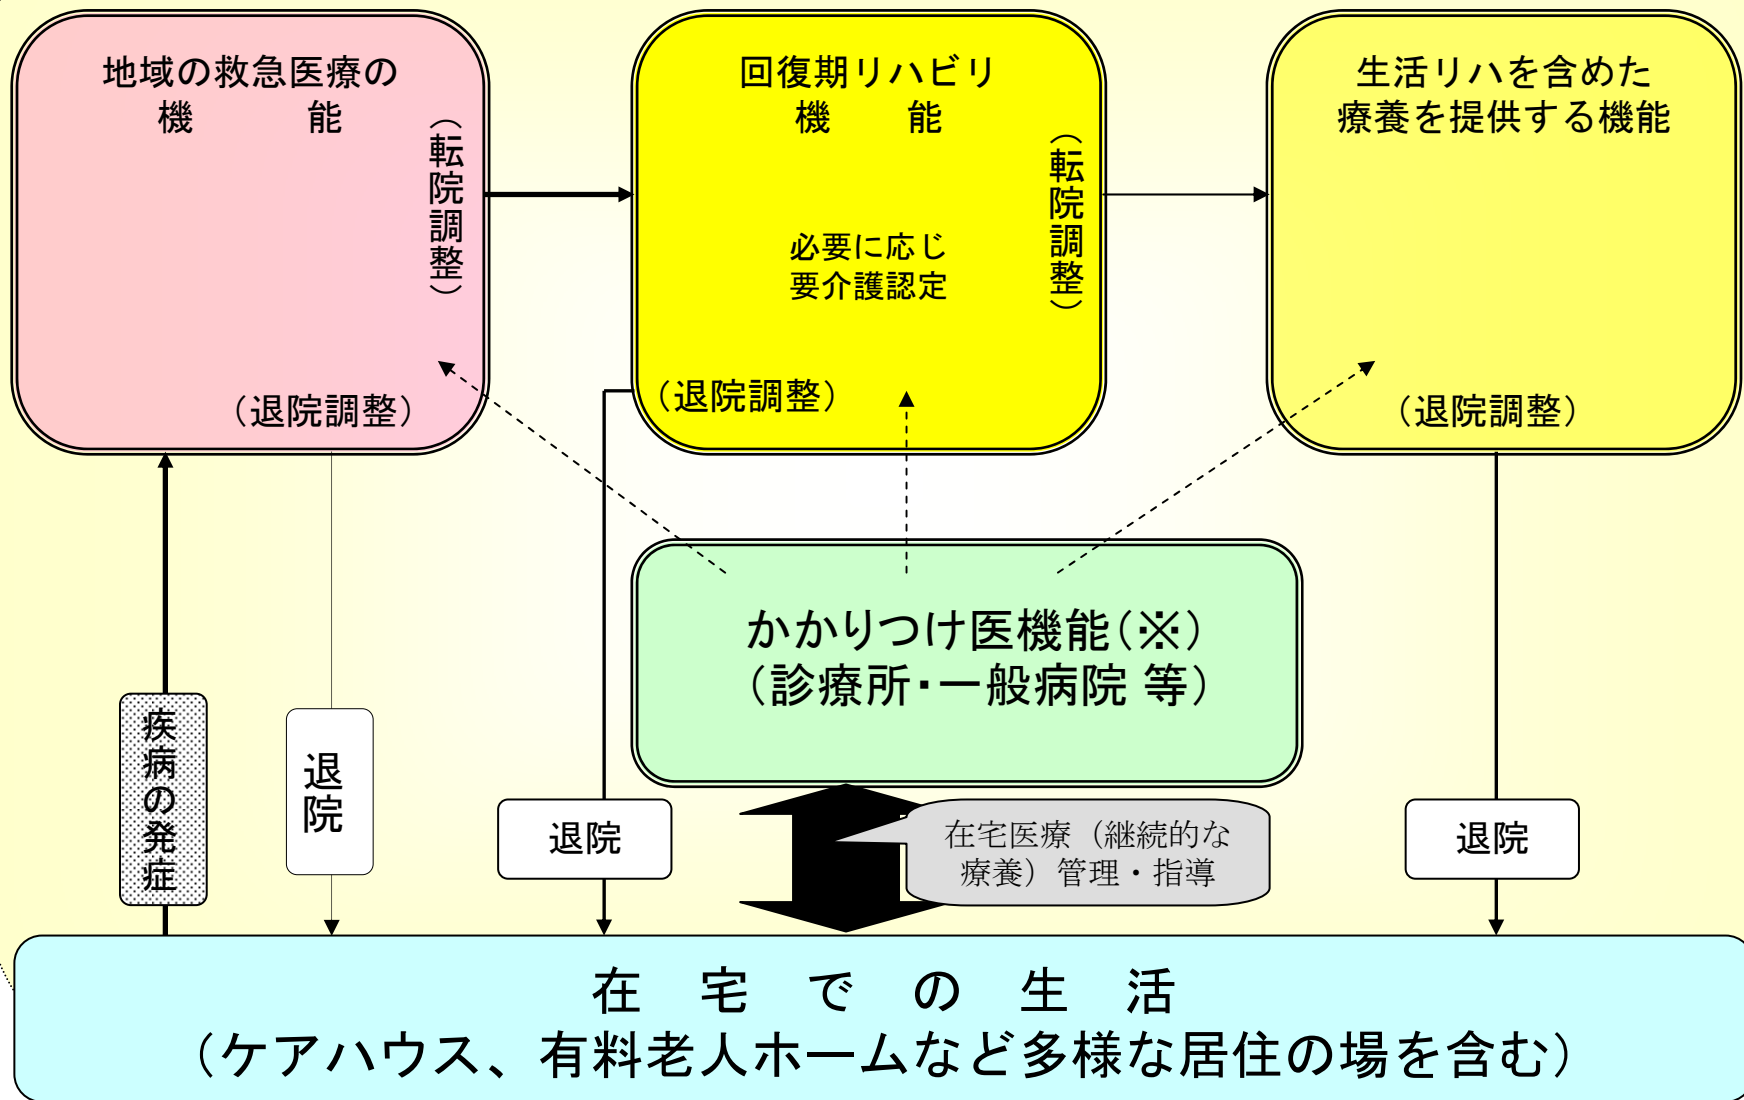 地域の救急医療の
機 能
（転院調整）
（退院調整）
回復期リハビリ
機 能
（転院調整）
必要に応じ
要介護認定
（退院調整）
生活リハを含めた
療養を提供する機能
（退院調整）
かかりつけ医機能（※）
（診療所・一般病院 等）
疾病の発症
退院
退院
在宅医療（継続的な
療養）管理・指導
退院
在 宅 で の 生 活
（ケアハウス、有料老人ホームなど多様な居住の場を含む）